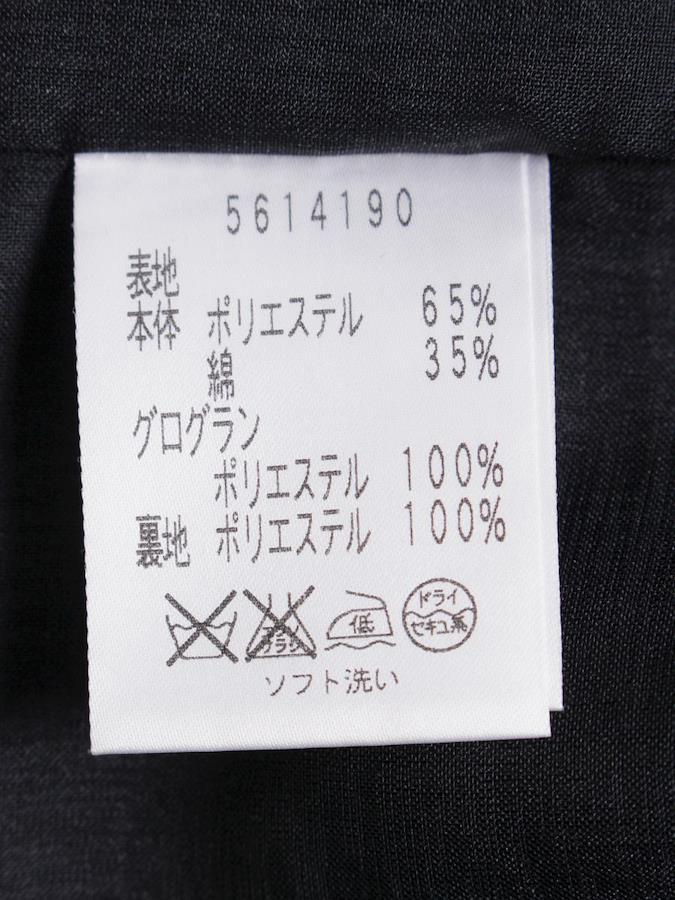 5614190
表地
本体 ポリエステル 65%
綿 35%
グログラン
ポリエステル 100%
裏地 ポリエステル 100%
低 ドライ
セキユ系
ソフト洗い